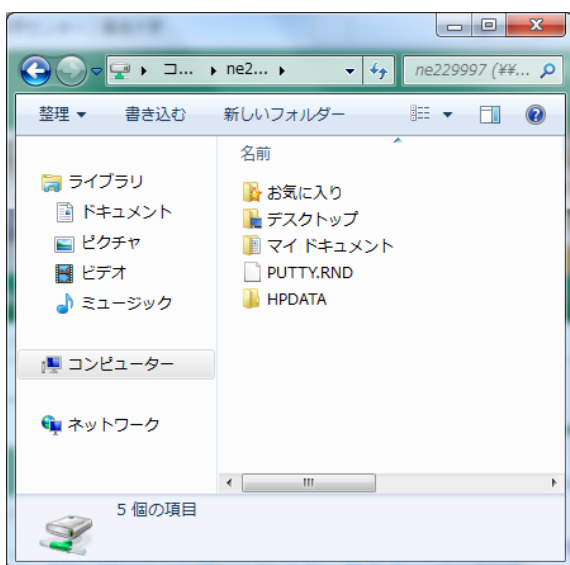 コ... ne2... ne229997 (¥¥...
整理 書き込む 新しいフォルダー
名前
ライブラリ
ドキュメント
ピクチャ
ビデオ
ミュージック
コンピューター
ネットワーク
お気に入り
デスクトップ
マイ ドキュメント
PUTTY.RND
HPDATA
5 個の項目